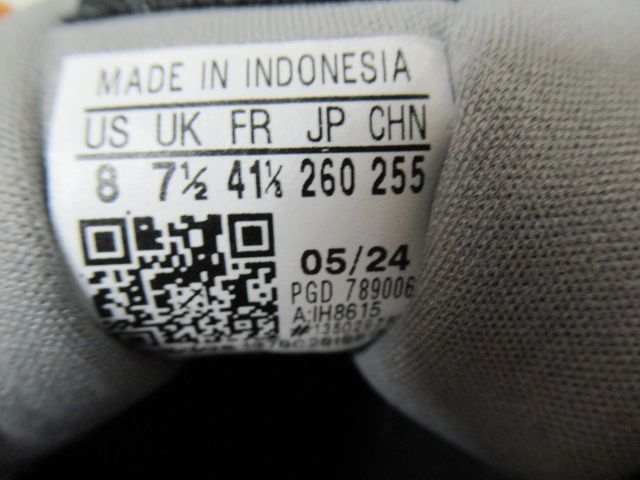 MADE IN INDONESIA
US UK FR JP CHN
8 7½ 41⅓ 260 255
05/24
PGD 789006
A:IH8615